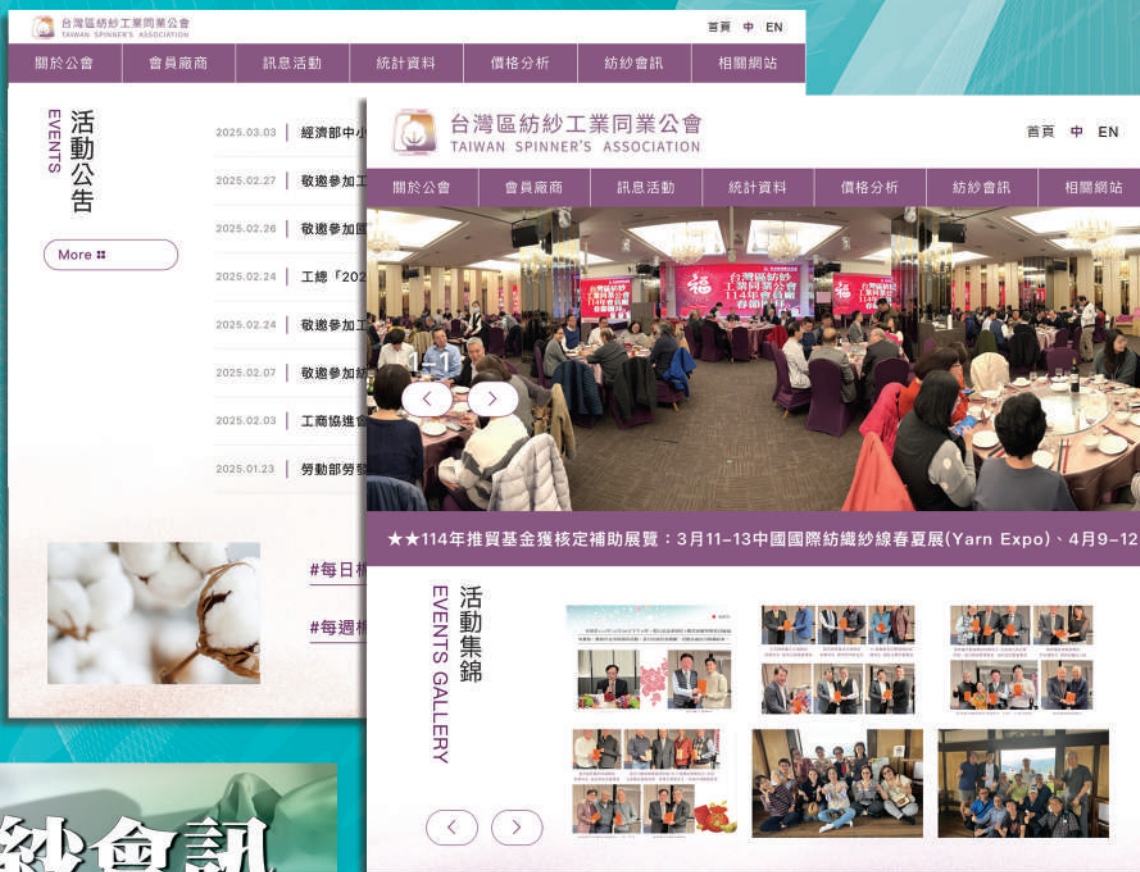 台灣區紡紗工業同業公會
TAIWAN SPINNER'S ASSOCIATION
首頁 中 EN
關於公會 會員廠商 訊息活動 統計資料 價格分析 紡紗會訊 相關網站
活動公告
EVENTS
More
2025.03.03 經濟部中小
2025.02.27 敬邀參加工
2025.02.26 敬邀參加
2025.02.24 工總「202
2025.02.24 敬邀參加工
2025.02.07 敬邀參加紡
2025.02.03 工商協進會
2025.01.23 勞動部勞發
#每日棉
#每週棉
紗會訊
台灣區紡紗工業同業公會
TAIWAN SPINNER'S ASSOCIATION
首頁 中 EN
關於公會 會員廠商 訊息活動 統計資料 價格分析 紡紗會訊 相關網站
福
台灣區紡紗
工業同業公會
114年會員廠
春節團拜
1–1
★★114年推貿基金獲核定補助展覽：3月11–13中國國際紡織紗線春夏展(Yarn Expo)、4月9–12
活動集錦
EVENTS GALLERY